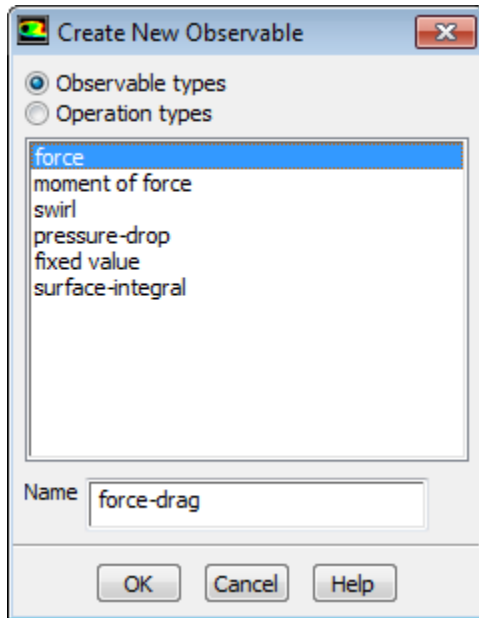 Create New Observable
Observable types
Operation types
force
moment of force
swirl
pressure-drop
fixed value
surface-integral
Name force-drag
OK Cancel Help